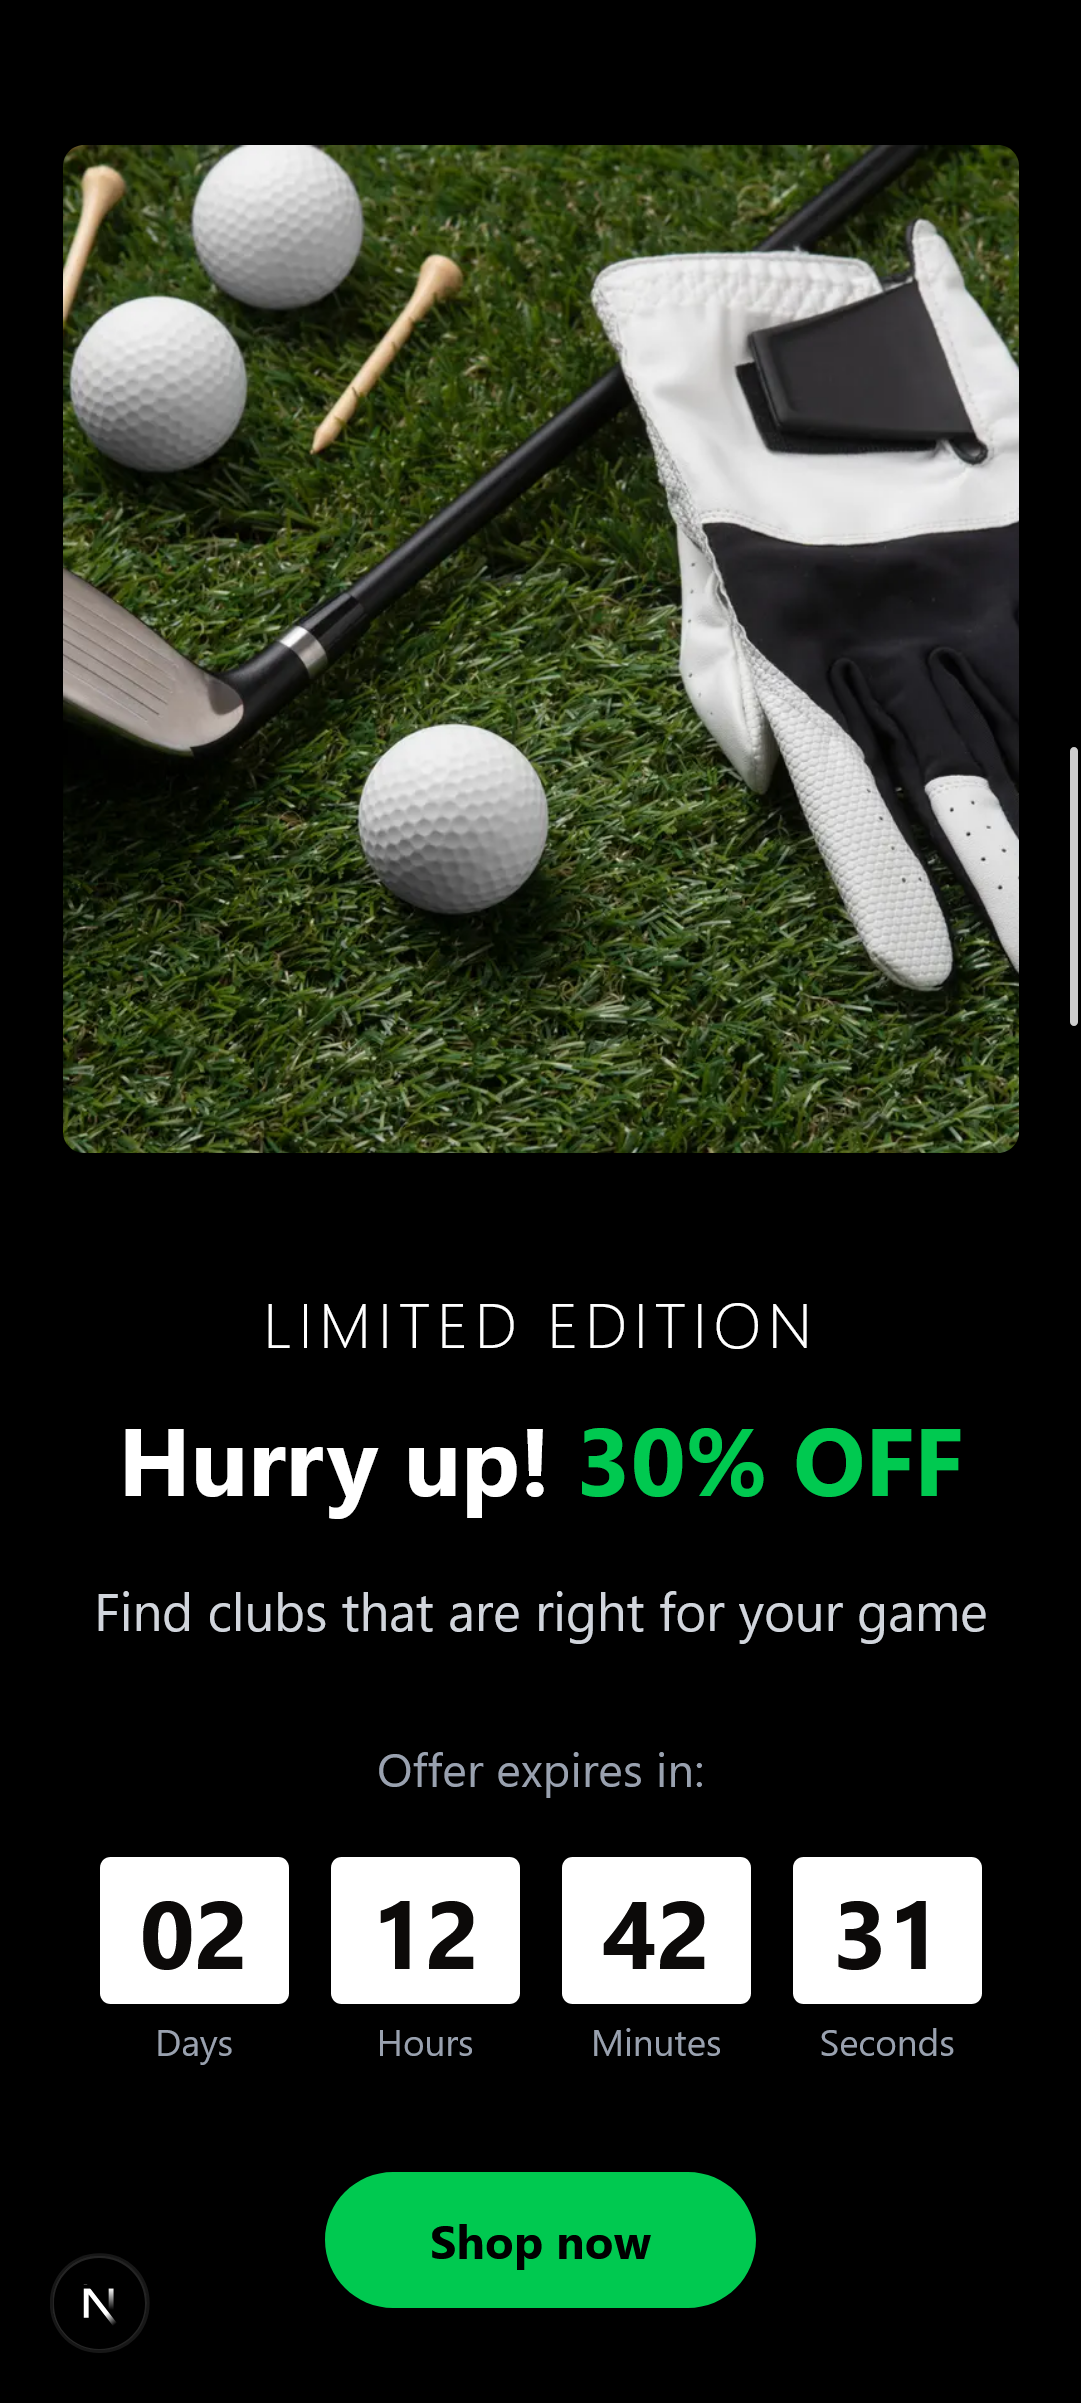 LIMITED EDITION
Hurry up! 30% OFF
Find clubs that are right for your game
Offer expires in:
02 12 42 31
Days Hours Minutes Seconds
Shop now
N